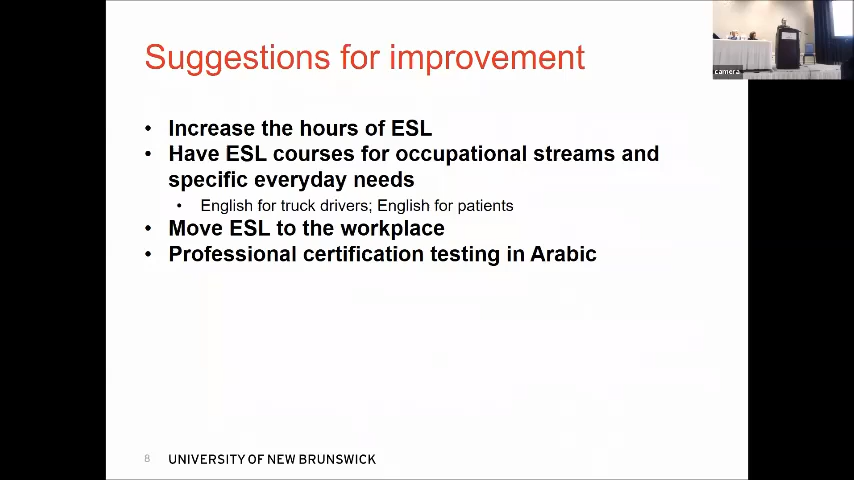 camera
Suggestions for improvement
• Increase the hours of ESL
• Have ESL courses for occupational streams and
specific everyday needs
• English for truck drivers; English for patients
• Move ESL to the workplace
• Professional certification testing in Arabic
8 UNIVERSITY OF NEW BRUNSWICK